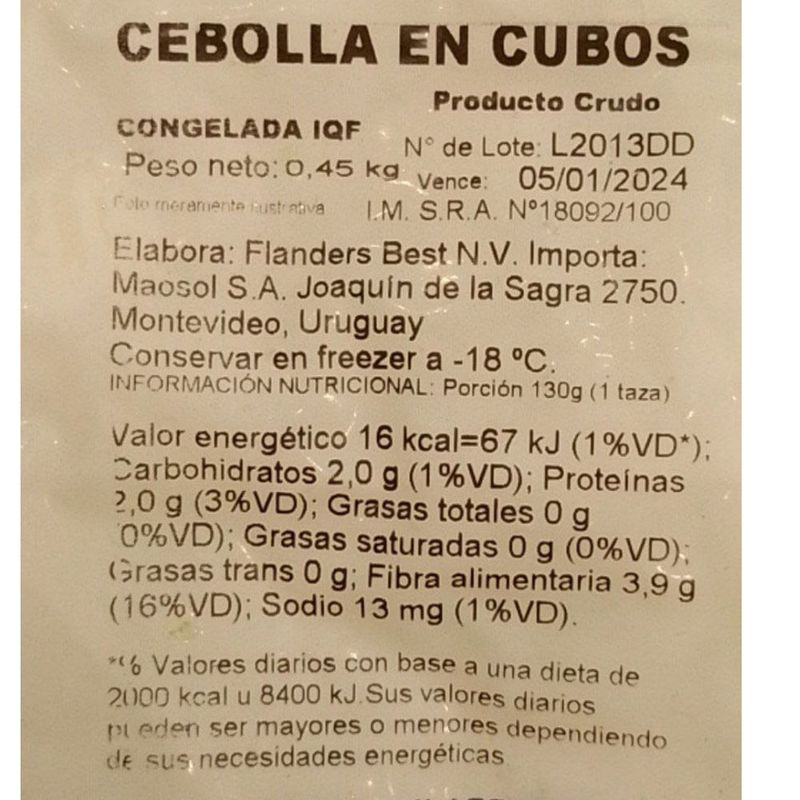 CEBOLLA EN CUBOS
Producto Crudo
CONGELADA IQF
Nº de Lote: L2013DD
Peso neto: 0,45 kg
Vence: 05/01/2024
Foto meramente ilustrativa
I.M. S.R.A. Nº18092/100
Elabora: Flanders Best N.V. Importa:
Maosol S.A. Joaquín de la Sagra 2750.
Montevideo, Uruguay
Conservar en freezer a -18 ºC.
INFORMACIÓN NUTRICIONAL: Porción 130g (1 taza)
Valor energético 16 kcal=67 kJ (1%VD*);
Carbohidratos 2,0 g (1%VD); Proteínas
2,0 g (3%VD); Grasas totales 0 g
(0%VD); Grasas saturadas 0 g (0%VD);
Grasas trans 0 g; Fibra alimentaria 3,9 g
(16%VD); Sodio 13 mg (1%VD).
*% Valores diarios con base a una dieta de
2000 kcal u 8400 kJ.Sus valores diarios
pueden ser mayores o menores dependiendo
de sus necesidades energéticas